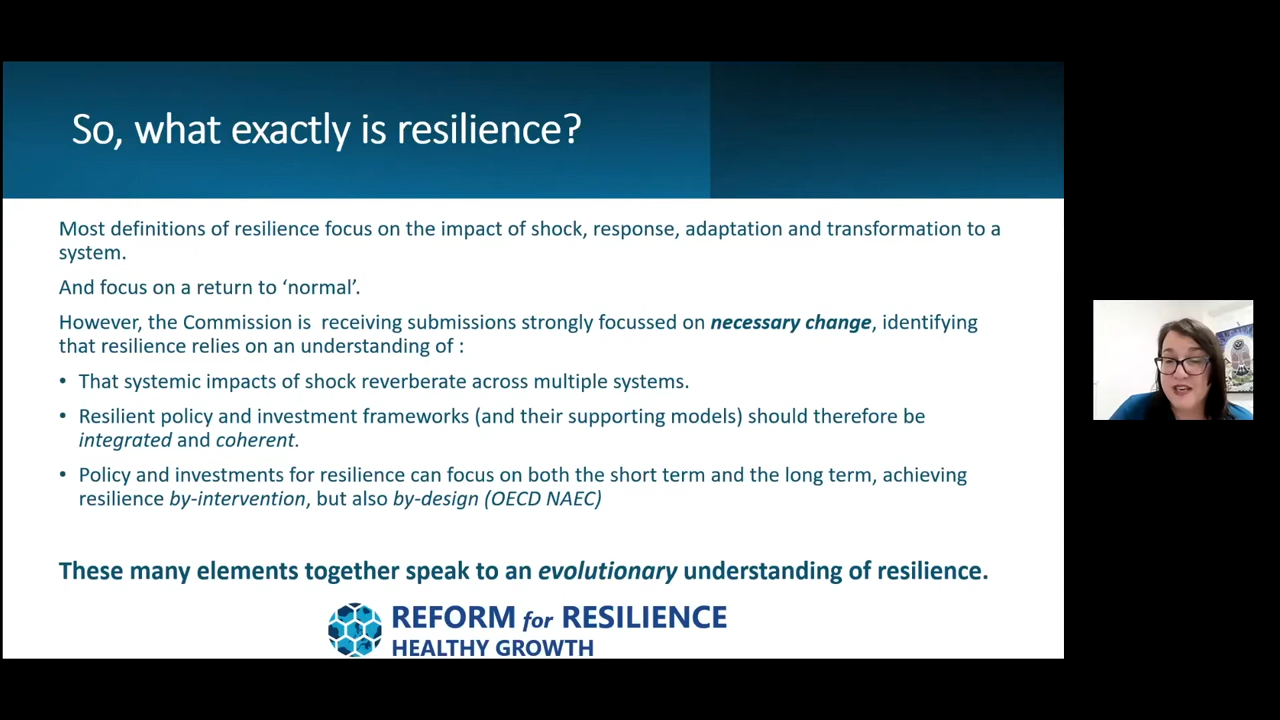 So, what exactly is resilience?
Most definitions of resilience focus on the impact of shock, response, adaptation and transformation to a
system.
And focus on a return to ‘normal’.
However, the Commission is  receiving submissions strongly focussed on necessary change, identifying
that resilience relies on an understanding of :
• That systemic impacts of shock reverberate across multiple systems.
• Resilient policy and investment frameworks (and their supporting models) should therefore be
integrated and coherent.
• Policy and investments for resilience can focus on both the short term and the long term, achieving
resilience by-intervention, but also by-design (OECD NAEC)
These many elements together speak to an evolutionary understanding of resilience.
REFORM for RESILIENCE
HEALTHY GROWTH